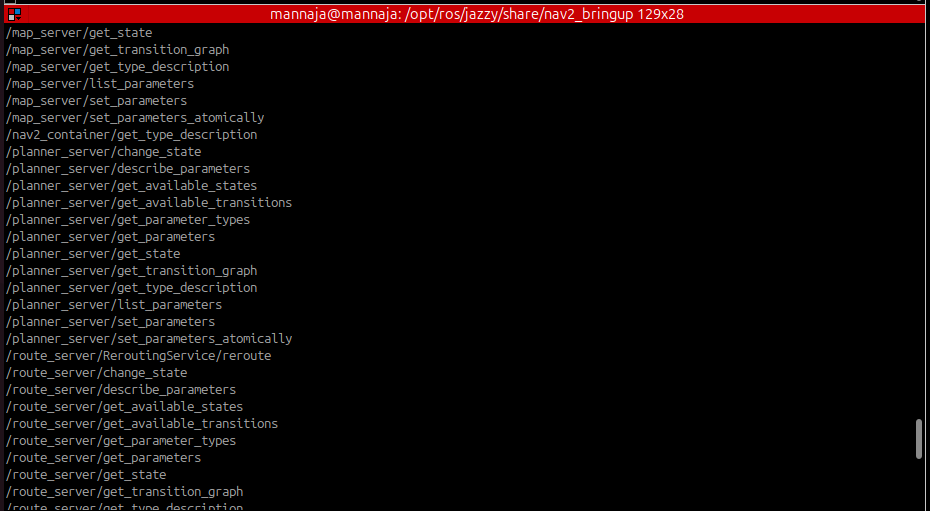 mannaja@mannaja: /opt/ros/jazzy/share/nav2_bringup 129x28
/map_server/get_state
/map_server/get_transition_graph
/map_server/get_type_description
/map_server/list_parameters
/map_server/set_parameters
/map_server/set_parameters_atomically
/nav2_container/get_type_description
/planner_server/change_state
/planner_server/describe_parameters
/planner_server/get_available_states
/planner_server/get_available_transitions
/planner_server/get_parameter_types
/planner_server/get_parameters
/planner_server/get_state
/planner_server/get_transition_graph
/planner_server/get_type_description
/planner_server/list_parameters
/planner_server/set_parameters
/planner_server/set_parameters_atomically
/route_server/ReroutingService/reroute
/route_server/change_state
/route_server/describe_parameters
/route_server/get_available_states
/route_server/get_available_transitions
/route_server/get_parameter_types
/route_server/get_parameters
/route_server/get_state
/route_server/get_transition_graph
/route_server/get_type_description